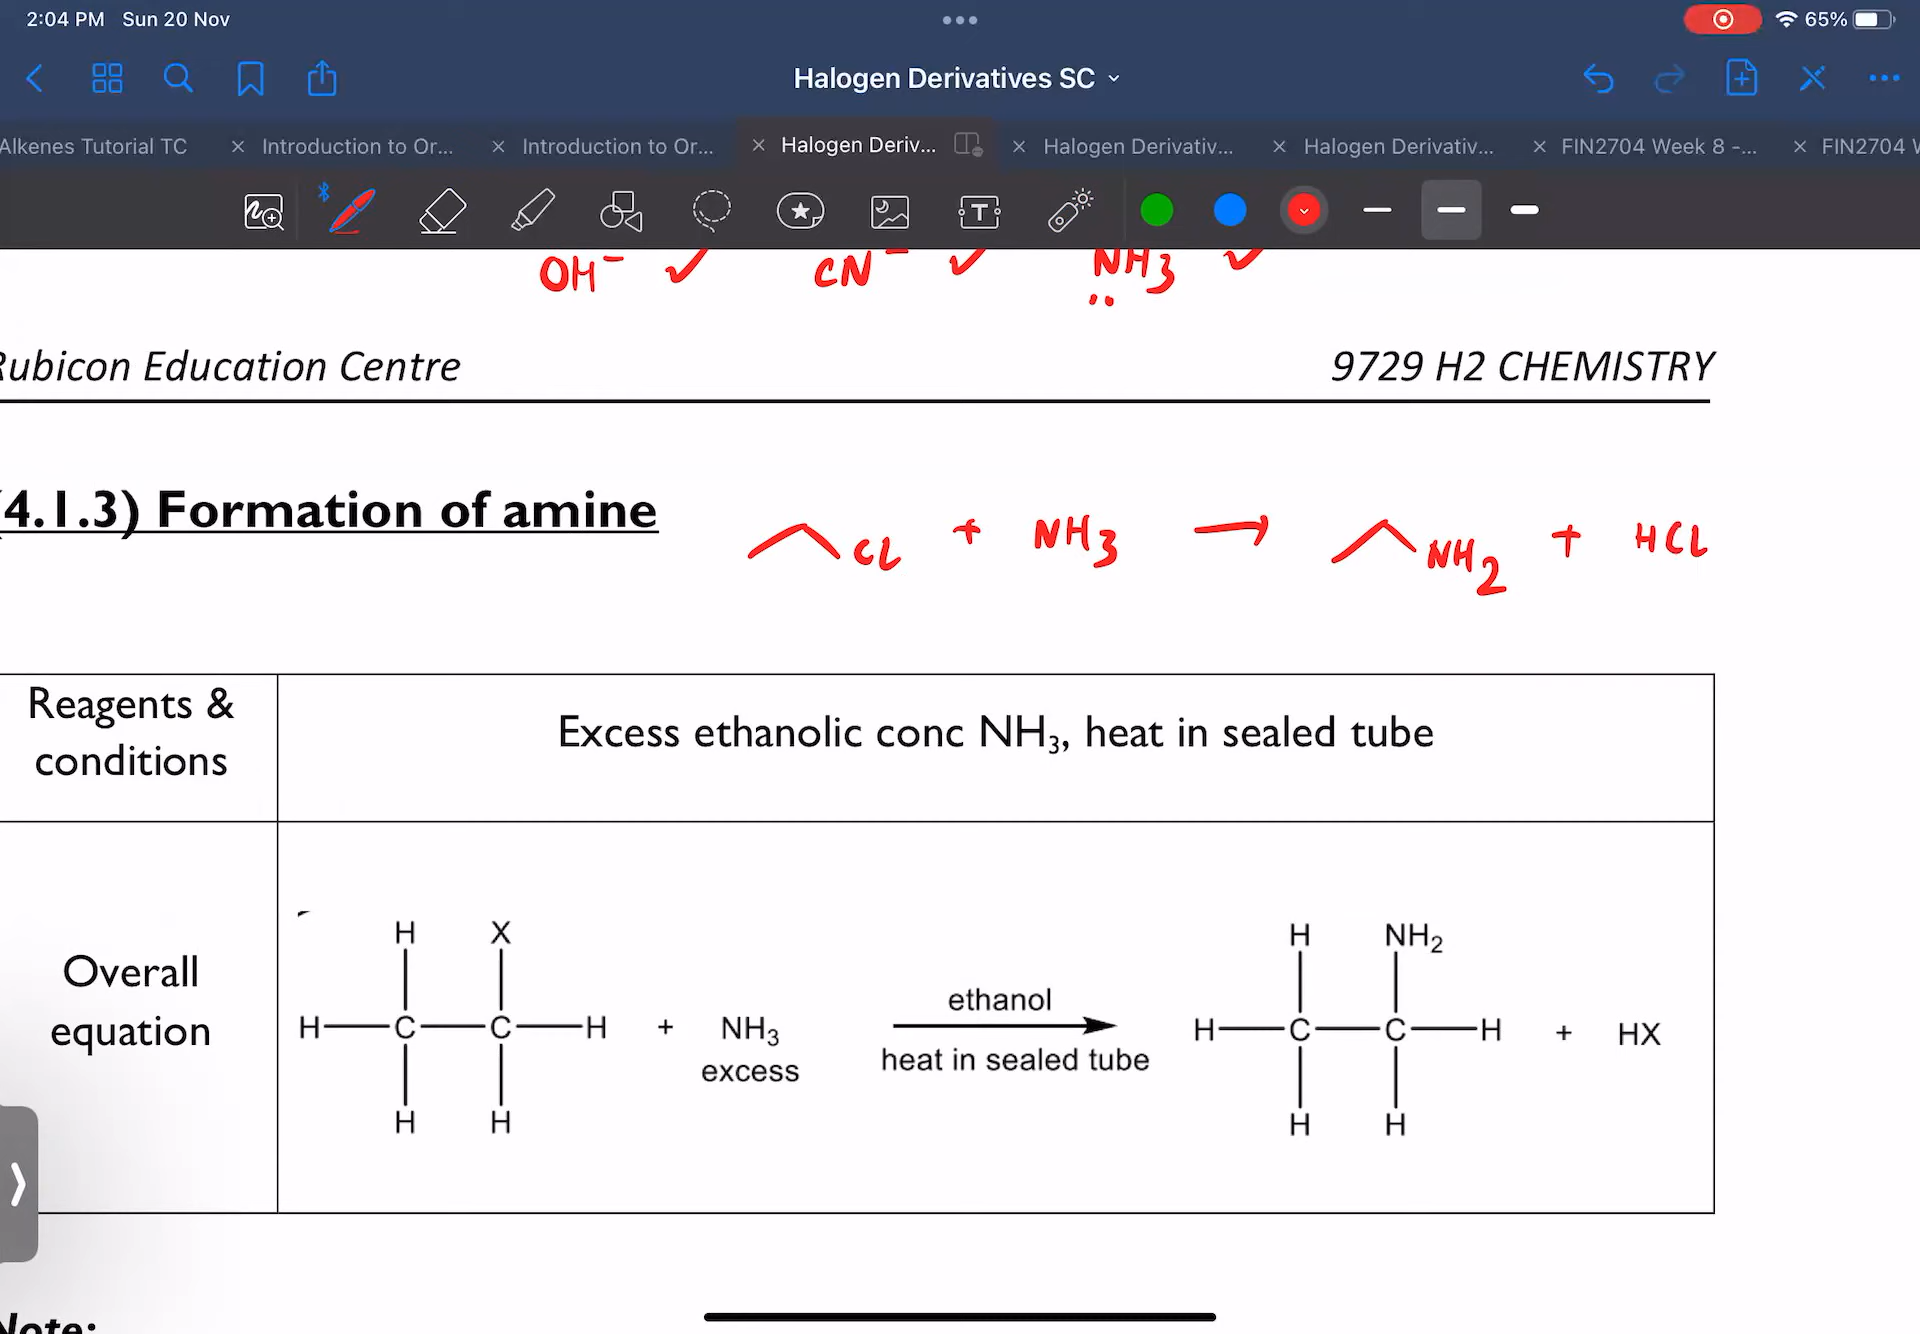 2:04 PM Sun 20 Nov
65%
Halogen Derivatives SC
Alkenes Tutorial TC
Introduction to Or...
Introduction to Or...
Halogen Deriv...
Halogen Derivativ...
Halogen Derivativ...
FIN2704 Week 8 -...
FIN2704
T
OH⁻ ✓ CN⁻ ✓ NH3 ✓
Rubicon Education Centre
9729 H2 CHEMISTRY
(4.1.3) Formation of amine
CL + NH3 → NH2 + HCL
Reagents &
conditions
Excess ethanolic conc NH₃, heat in sealed tube
Overall
equation
H X
H C C H + NH₃
excess
H H
ethanol
heat in sealed tube
H NH₂
H C C H + HX
H H
Note: